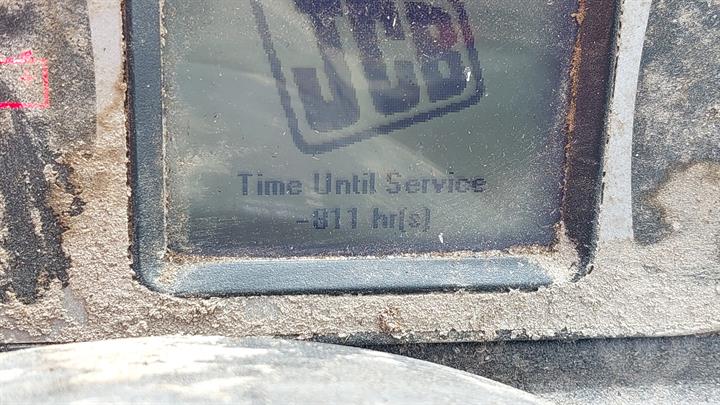 JCB
Time Until Service
-811 hr(s)